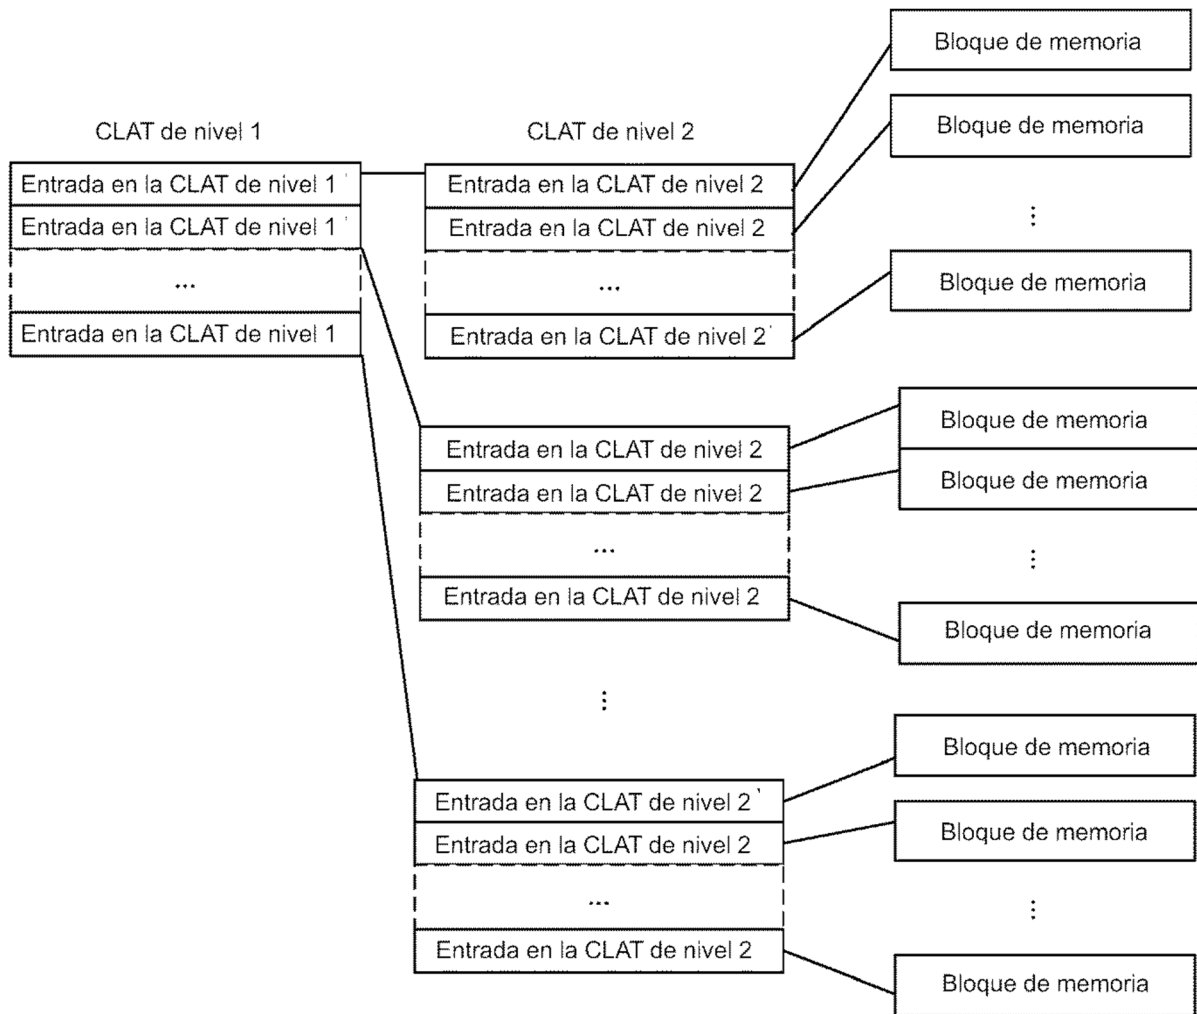 CLAT de nivel 1
Entrada en la CLAT de nivel 1
Entrada en la CLAT de nivel 1
...
Entrada en la CLAT de nivel 1
CLAT de nivel 2
Entrada en la CLAT de nivel 2
Entrada en la CLAT de nivel 2
...
Entrada en la CLAT de nivel 2
Entrada en la CLAT de nivel 2
Entrada en la CLAT de nivel 2
...
Entrada en la CLAT de nivel 2
...
Entrada en la CLAT de nivel 2
Entrada en la CLAT de nivel 2
...
Entrada en la CLAT de nivel 2
Bloque de memoria
Bloque de memoria
...
Bloque de memoria
Bloque de memoria
Bloque de memoria
...
Bloque de memoria
Bloque de memoria
Bloque de memoria
...
Bloque de memoria